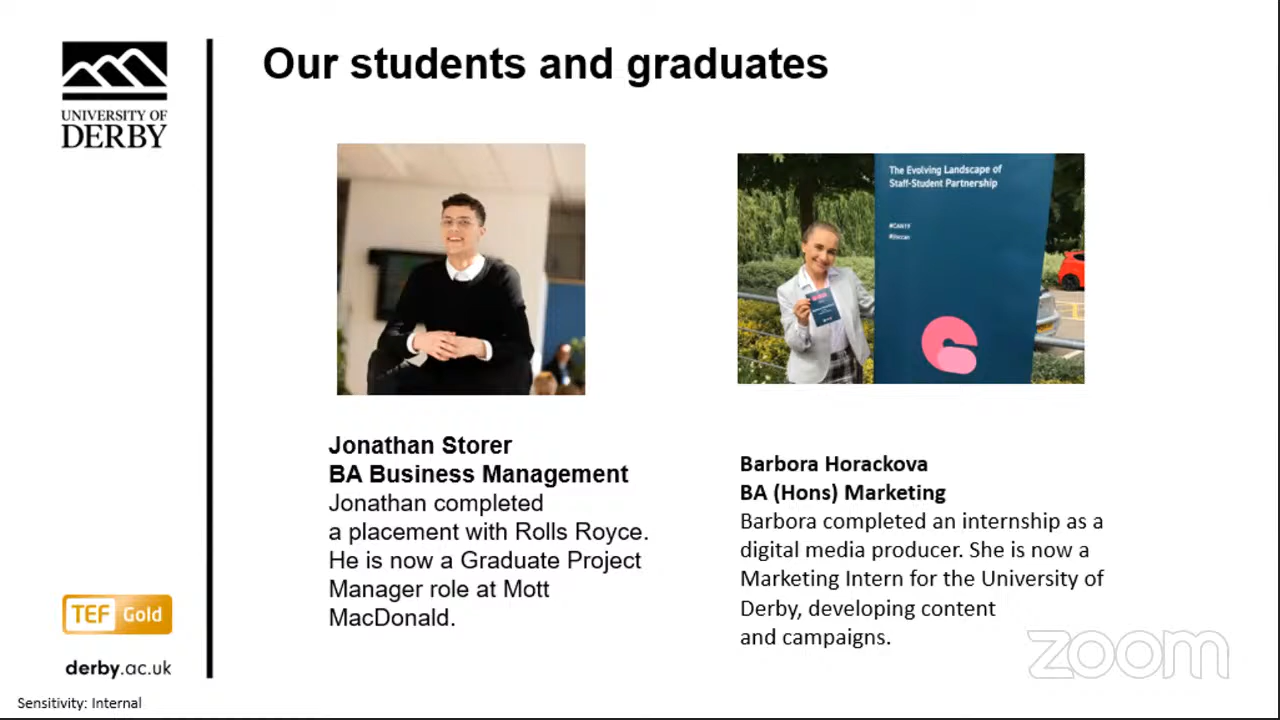 Our students and graduates
UNIVERSITY OF
DERBY
The Evolving Landscape of
Staff-Student Partnership
Jonathan Storer
BA Business Management
Jonathan completed
a placement with Rolls Royce.
He is now a Graduate Project
Manager role at Mott
MacDonald.
Barbora Horackova
BA (Hons) Marketing
Barbora completed an internship as a
digital media producer. She is now a
Marketing Intern for the University of
Derby, developing content
and campaigns.
TEF Gold
derby.ac.uk
Sensitivity: Internal
zoom